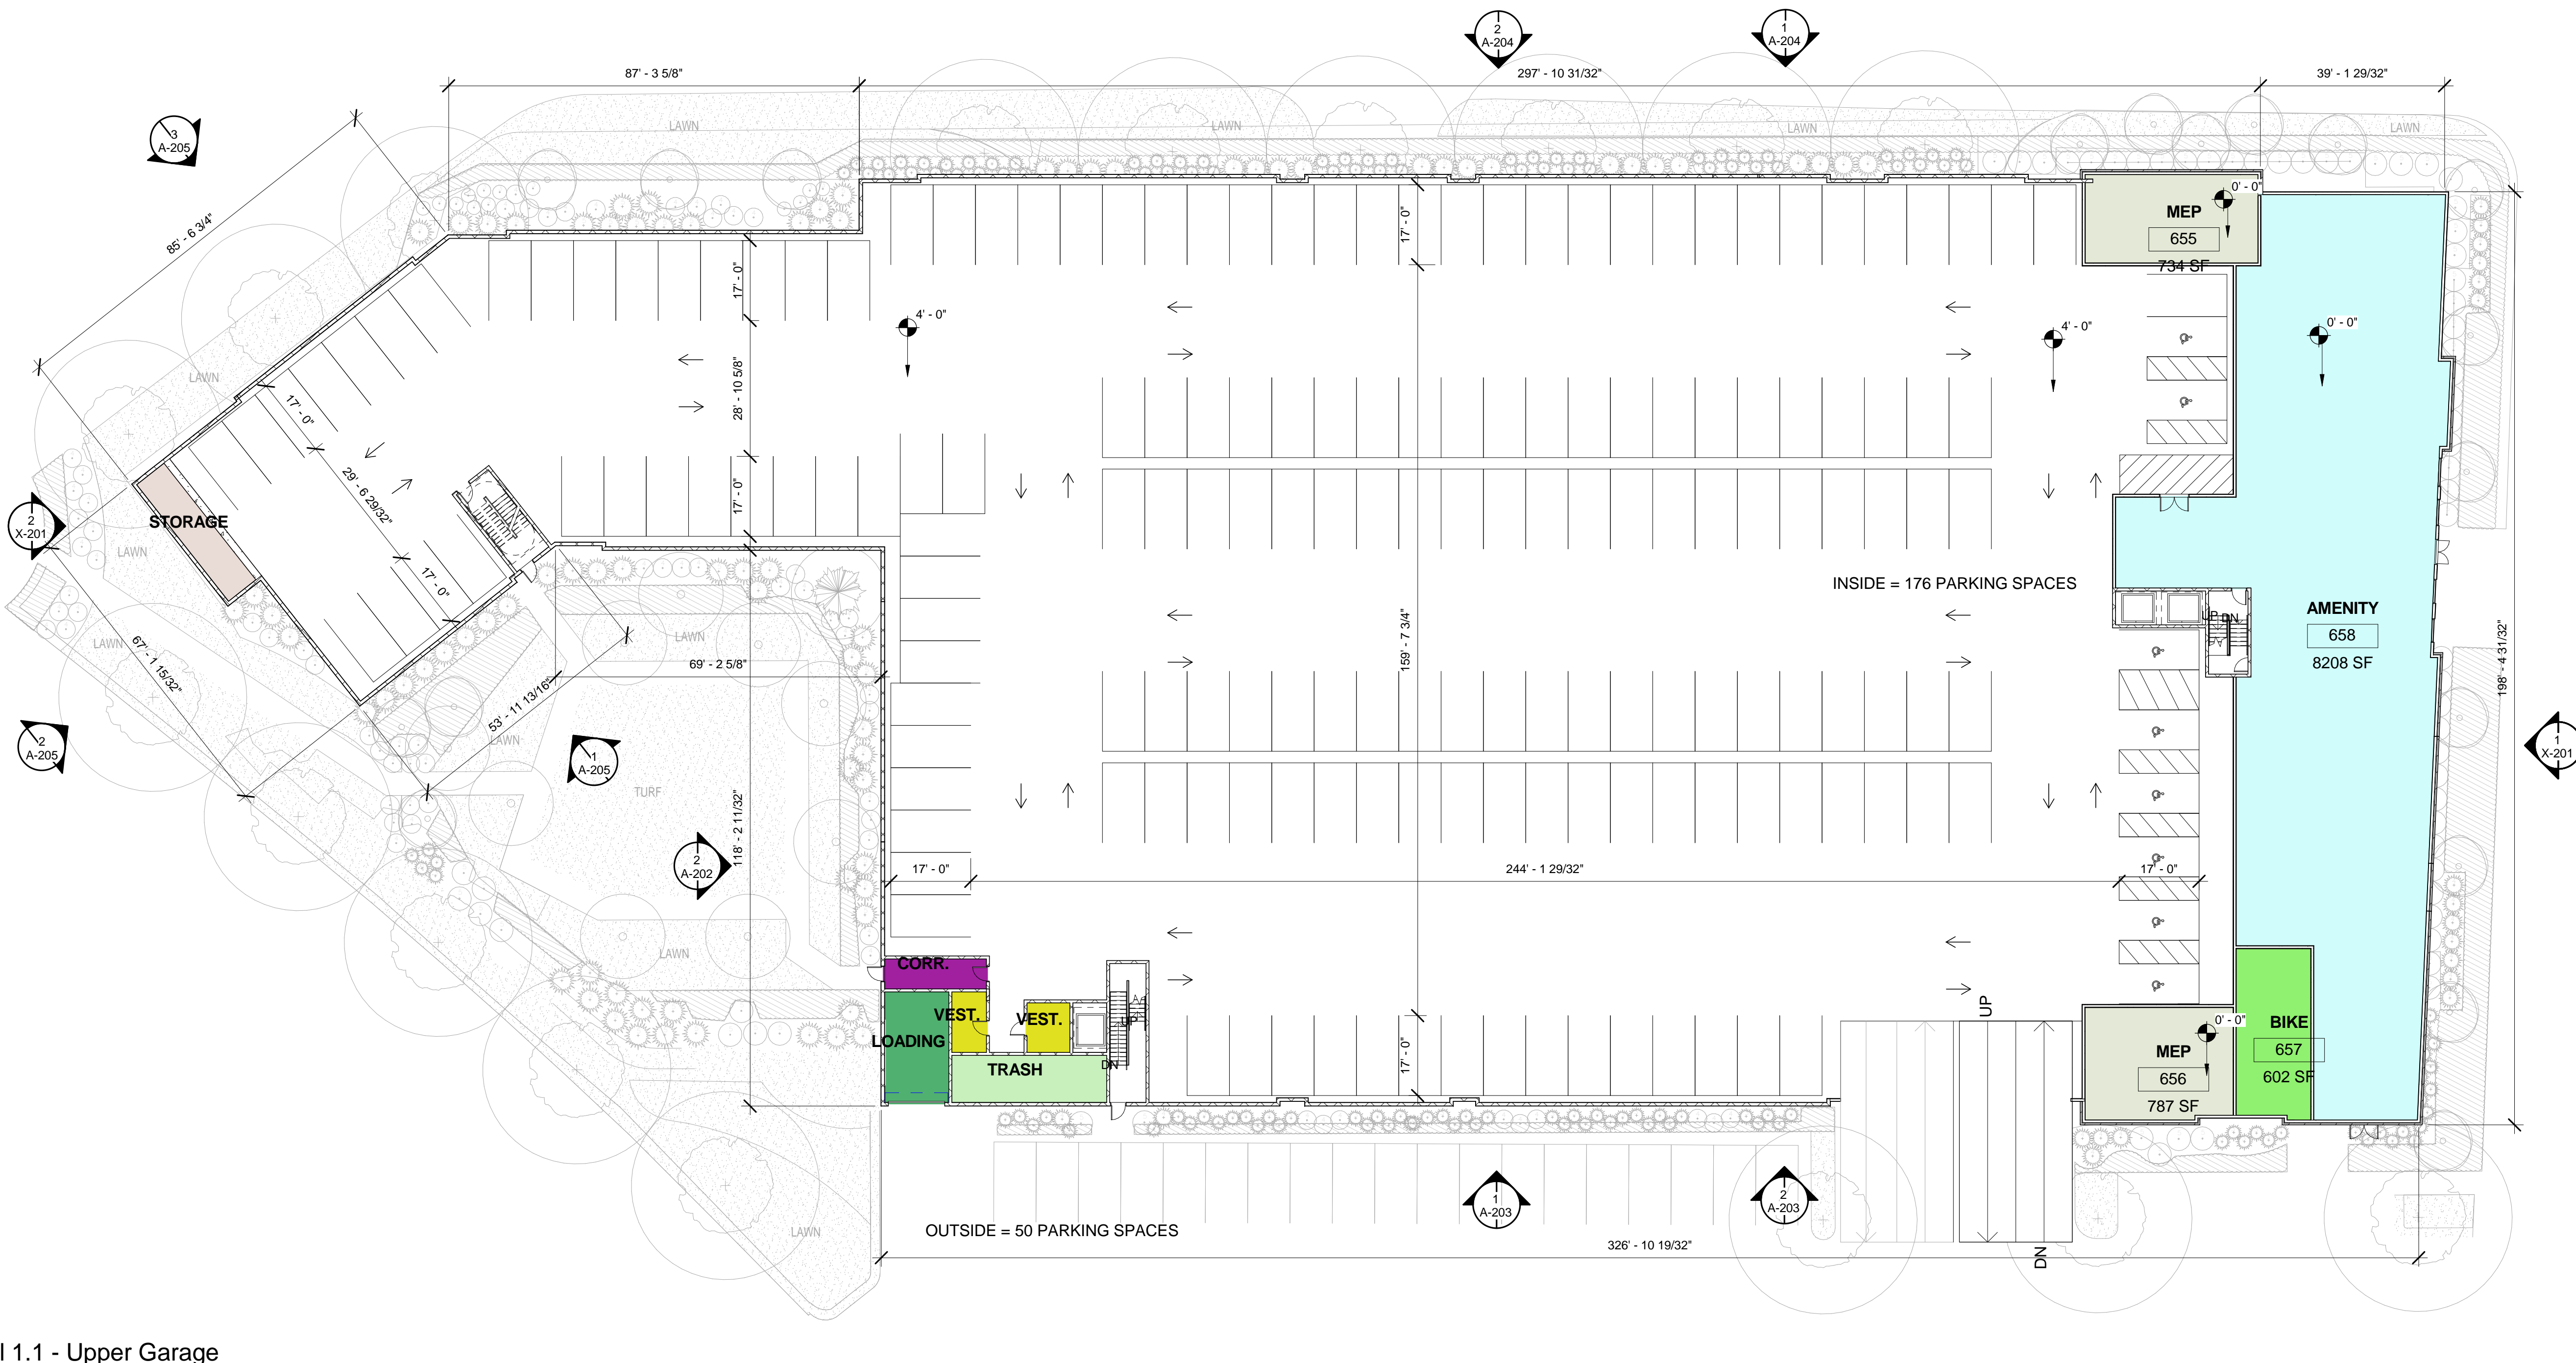 2
A-204
1
A-204
87' - 3 5/8"
297' - 10 31/32"
39' - 1 29/32"
3
A-205
LAWN
LAWN
LAWN
LAWN
85' - 6 3/4"
0' - 0"
MEP
655
734 SF
17' - 0"
17' - 0"
4' - 0"
4' - 0"
0' - 0"
LAWN
28' - 10 5/8"
17' - 0"
29' - 6 29/32"
17' - 0"
17' - 0"
STORAGE
2
X-201
LAWN
INSIDE = 176 PARKING SPACES
AMENITY
658
8208 SF
UP
DN
LAWN
LAWN
67' - 1 15/32"
69' - 2 5/8"
159' - 7 3/4"
198' - 4 31/32"
53' - 11 13/16"
2
A-205
LAWN
1
A-205
1
X-201
TURF
118' - 2 11/32"
2
A-202
17' - 0"
244' - 1 29/32"
17' - 0"
LAWN
CORR.
VEST.
VEST.
UP
LOADING
TRASH
DN
UP
0' - 0"
MEP
656
787 SF
BIKE
657
602 SF
1
A-203
2
A-203
17' - 0"
LAWN
OUTSIDE = 50 PARKING SPACES
326' - 10 19/32"
DN
l 1.1 - Upper Garage